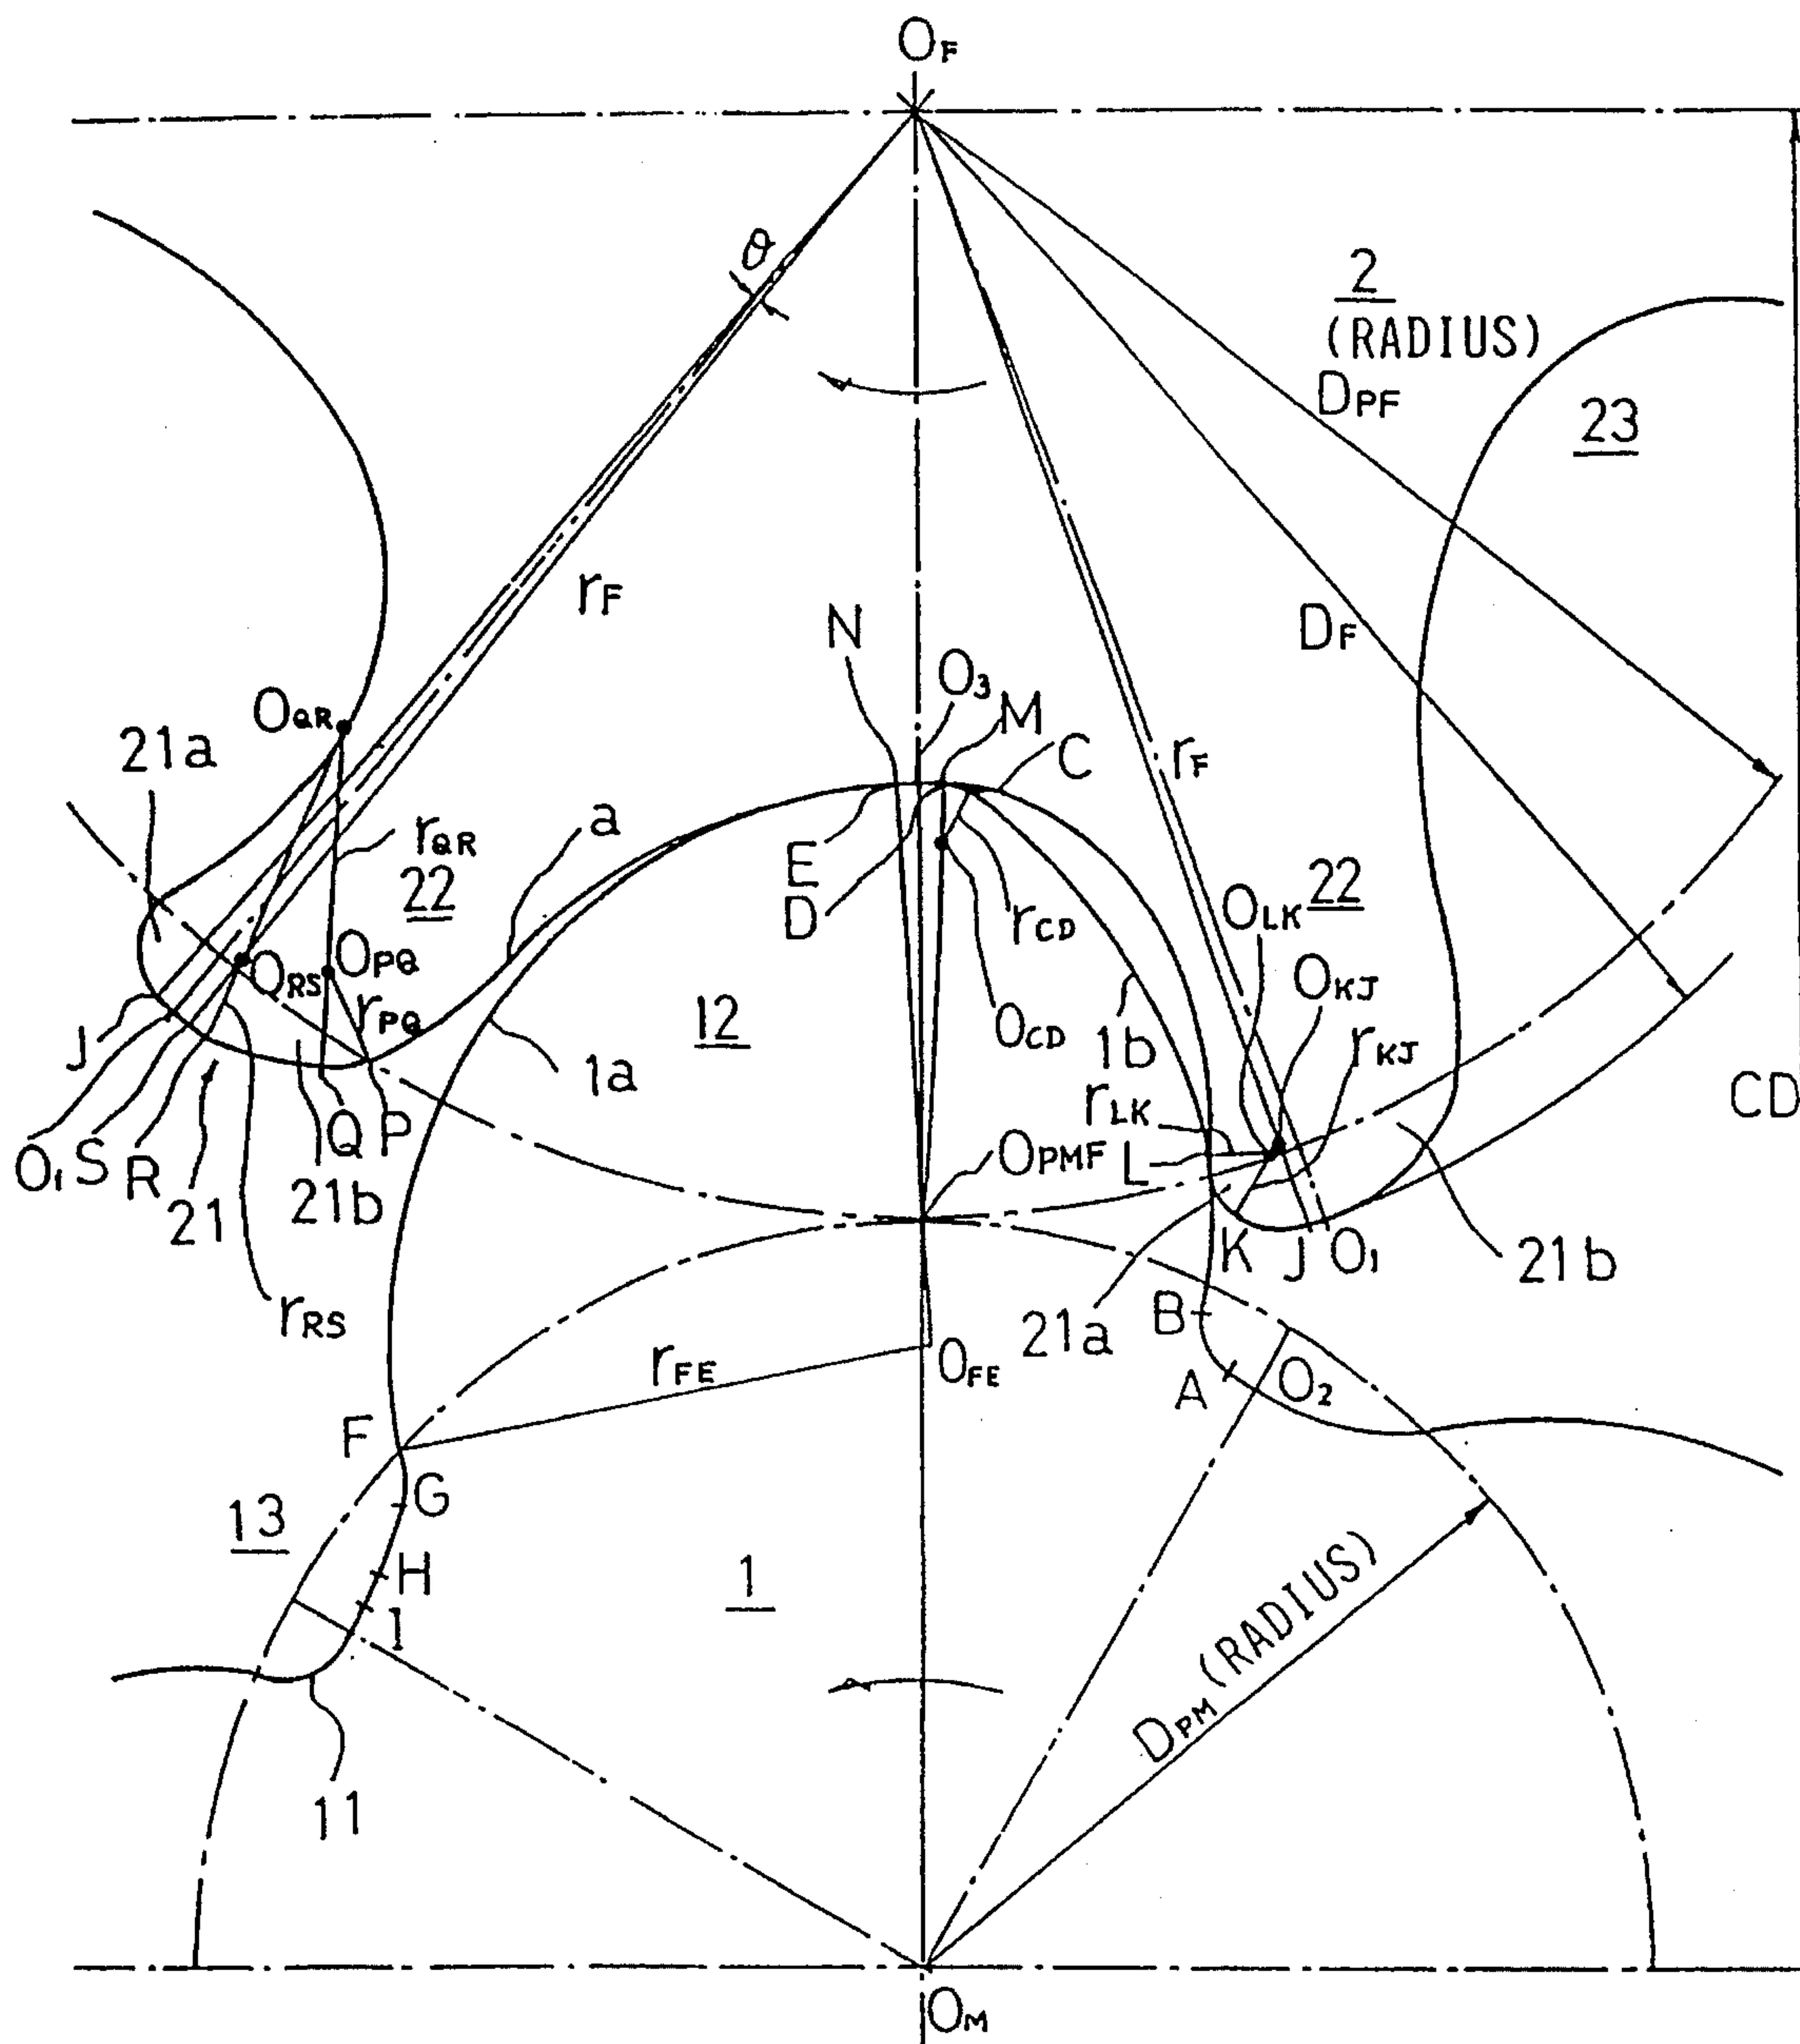 OF
θ
2
(RADIUS)
DPF
23
rF
N
DF
O3
M
OQR
C
rF
21a
a
rQR
22
E
D
rCD
OLK
22
OKJ
QRS
OPQ
12
rPQ
OCD
1b
rKJ
J
1a
rLK
CD
OPMF
L
O1
S
R
21
Q
P
21b
K
J
O1
21b
rRS
B
21a
rFE
OFE
A
O2
F
G
13
H
1
I
DPM (RADIUS)
11
OM